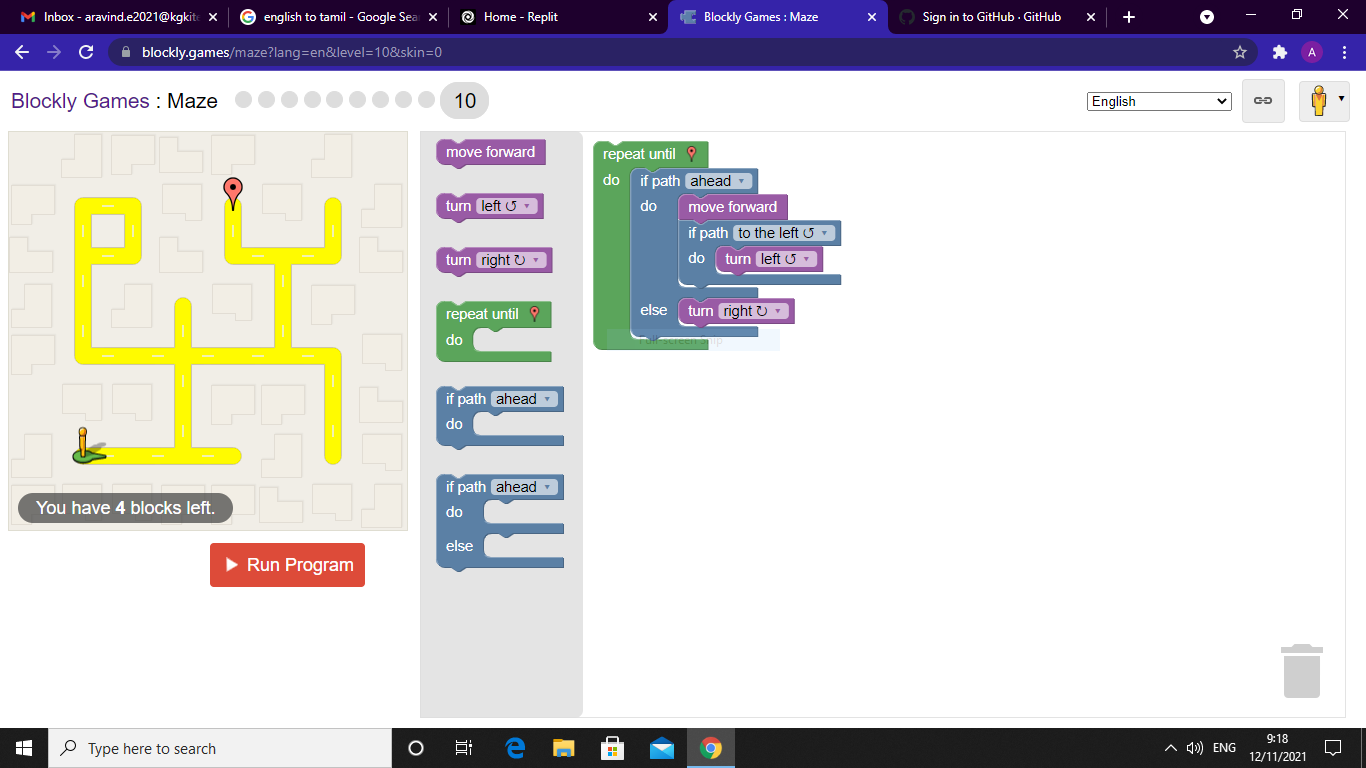 Inbox - aravind.e2021@kgkite
english to tamil - Google Sea
Home - Replit
Blockly Games : Maze
Sign in to GitHub · GitHub
blockly.games/maze?lang=en&level=10&skin=0
A
Blockly Games : Maze
10
English
move forward
turn left ↺
turn right ↻
repeat until
do
if path ahead
do
if path ahead
do
else
repeat until
do
if path ahead
do
move forward
if path to the left ↺
do
turn left ↺
else
turn right ↻
Full-screen Snip
You have 4 blocks left.
Run Program
Type here to search
ENG
9:18
12/11/2021